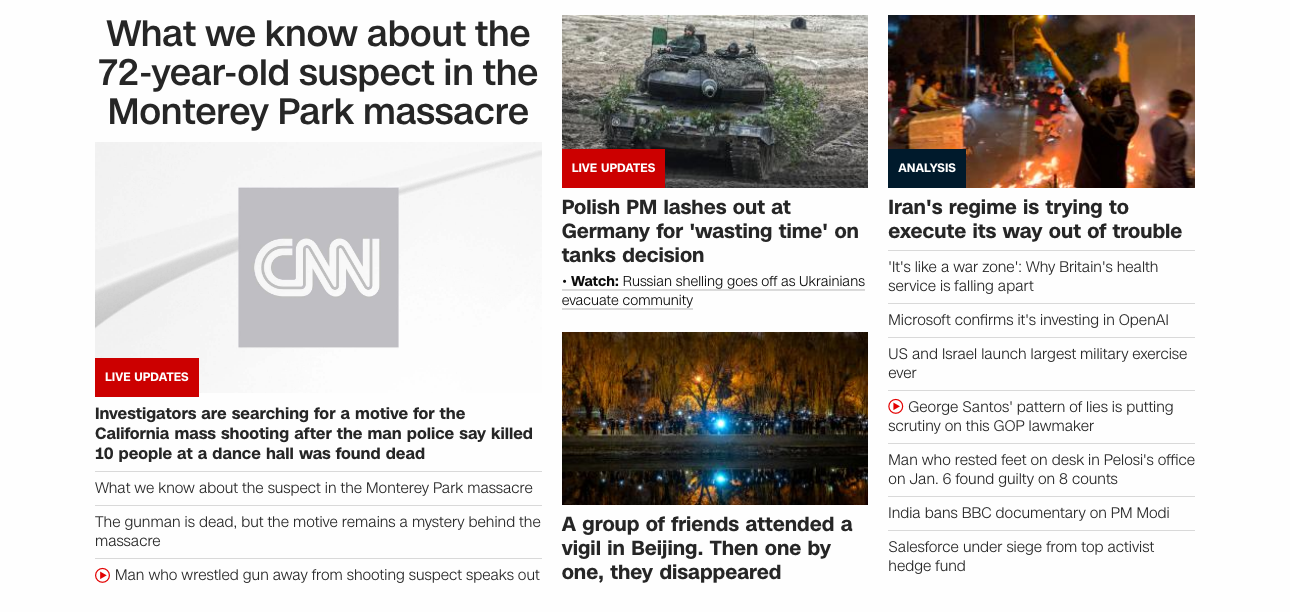 What we know about the
72-year-old suspect in the
Monterey Park massacre
CNN
LIVE UPDATES
Investigators are searching for a motive for the
California mass shooting after the man police say killed
10 people at a dance hall was found dead
What we know about the suspect in the Monterey Park massacre
The gunman is dead, but the motive remains a mystery behind the
massacre
Man who wrestled gun away from shooting suspect speaks out
LIVE UPDATES
Polish PM lashes out at
Germany for 'wasting time' on
tanks decision
• Watch: Russian shelling goes off as Ukrainians
evacuate community
A group of friends attended a
vigil in Beijing. Then one by
one, they disappeared
ANALYSIS
Iran's regime is trying to
execute its way out of trouble
'It's like a war zone': Why Britain's health
service is falling apart
Microsoft confirms it's investing in OpenAI
US and Israel launch largest military exercise
ever
George Santos' pattern of lies is putting
scrutiny on this GOP lawmaker
Man who rested feet on desk in Pelosi's office
on Jan. 6 found guilty on 8 counts
India bans BBC documentary on PM Modi
Salesforce under siege from top activist
hedge fund